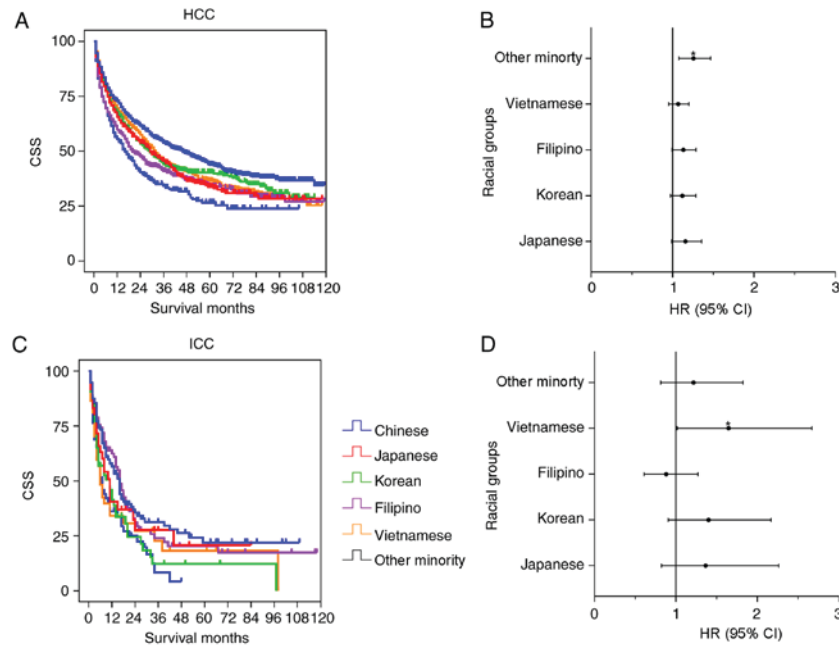 A
HCC
100
75
50
25
0
CSS
0 12 24 36 48 60 72 84 96 108 120
Survival months
B
Other minorty
Vietnamese
Filipino
Korean
Japanese
Racial groups
*
0 1 2 3
HR (95% CI)
C
ICC
100
75
50
25
0
CSS
0 12 24 36 48 60 72 84 96 108 120
Survival months
Chinese
Japanese
Korean
Filipino
Vietnamese
Other minority
D
Other minorty
Vietnamese
Filipino
Korean
Japanese
Racial groups
*
0 1 2 3
HR (95% CI)